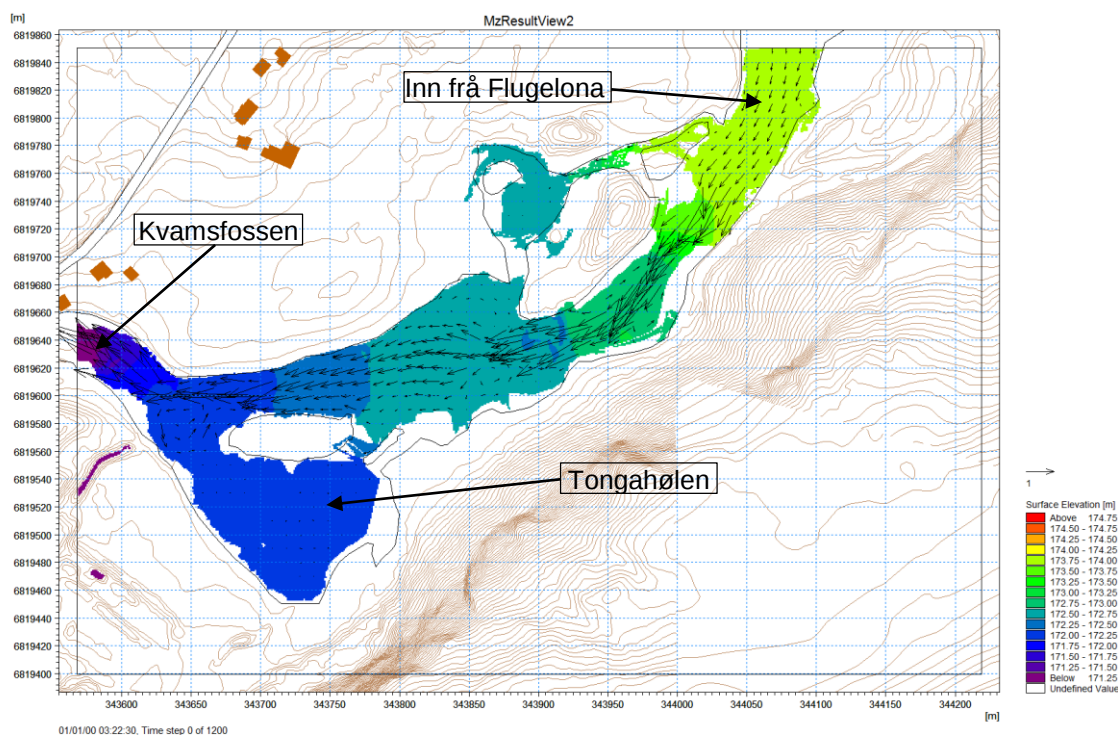 MzResultView2
[m]
6819860
6819840
6819820
6819800
6819780
6819760
6819740
6819720
6819700
6819680
6819660
6819640
6819620
6819600
6819580
6819560
6819540
6819520
6819500
6819480
6819460
6819440
6819420
6819400
Inn frå Flugelona
Kvamsfossen
Tongahølen
343600
343650
343700
343750
343800
343850
343900
343950
344000
344050
344100
344150
344200
[m]
1
Surface Elevation [m]
Above 174.75
174.50 - 174.75
174.25 - 174.50
174.00 - 174.25
173.75 - 174.00
173.50 - 173.75
173.25 - 173.50
173.00 - 173.25
172.75 - 173.00
172.50 - 172.75
172.25 - 172.50
172.00 - 172.25
171.75 - 172.00
171.50 - 171.75
171.25 - 171.50
Below 171.25
Undefined Value
01/01/00 03:22:30, Time step 0 of 1200